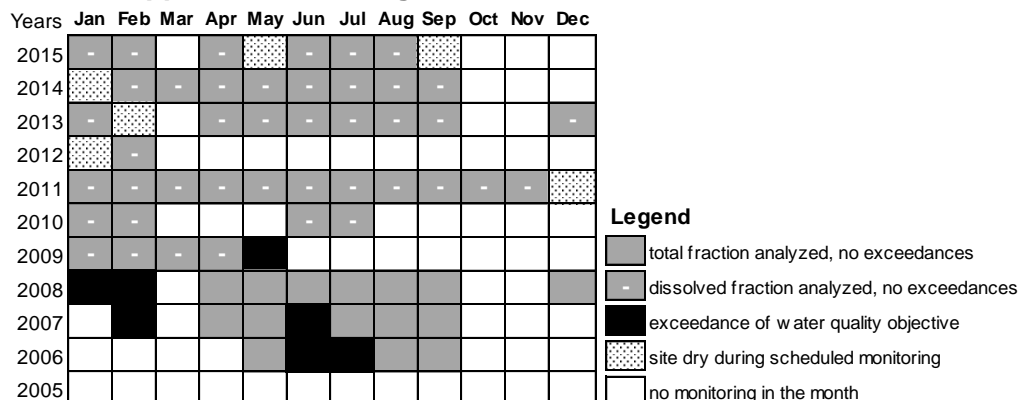 Years Jan Feb Mar Apr May Jun Jul Aug Sep Oct Nov Dec
2015 - - - - - -
2014 - - - - - - - -
2013 - - - - - - - -
2012 -
2011 - - - - - - - - - - -
2010 - - - -
2009 - - - -
2008
2007
2006
2005
Legend
total fraction analyzed, no exceedances
- dissolved fraction analyzed, no exceedances
exceedance of water quality objective
site dry during scheduled monitoring
no monitoring in the month